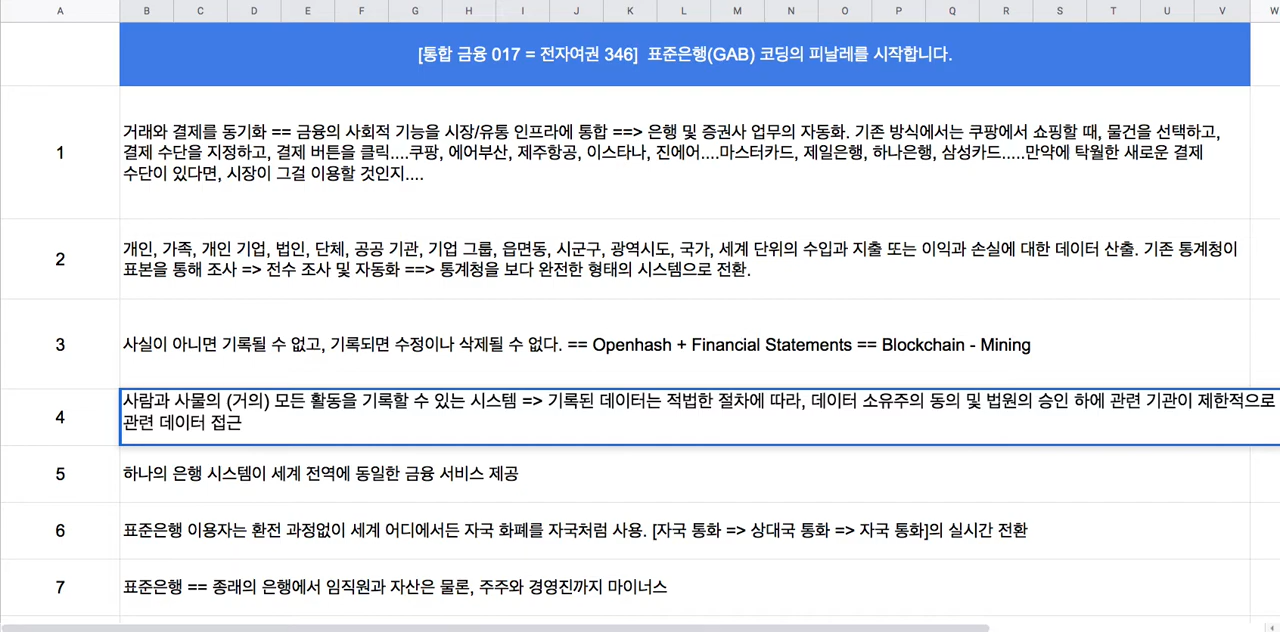 A B C D E F G H I J K L M N O P Q R S T U V W
[통합 금융 017 = 전자여권 346] 표준은행(GAB) 코딩의 피날레를 시작합니다.
1
거래와 결제를 동기화 == 금융의 사회적 기능을 시장/유통 인프라에 통합 ==> 은행 및 증권사 업무의 자동화. 기존 방식에서는 쿠팡에서 쇼핑할 때, 물건을 선택하고,
결제 수단을 지정하고, 결제 버튼을 클릭....쿠팡, 에어부산, 제주항공, 이스타나, 진에어....마스터카드, 제일은행, 하나은행, 삼성카드.....만약에 탁월한 새로운 결제
수단이 있다면, 시장이 그걸 이용할 것인지....
2
개인, 가족, 개인 기업, 법인, 단체, 공공 기관, 기업 그룹, 읍면동, 시군구, 광역시도, 국가, 세계 단위의 수입과 지출 또는 이익과 손실에 대한 데이터 산출. 기존 통계청이
표본을 통해 조사 => 전수 조사 및 자동화 ==> 통계청을 보다 완전한 형태의 시스템으로 전환.
3
사실이 아니면 기록될 수 없고, 기록되면 수정이나 삭제될 수 없다. == Openhash + Financial Statements == Blockchain - Mining
4
사람과 사물의 (거의) 모든 활동을 기록할 수 있는 시스템 => 기록된 데이터는 적법한 절차에 따라, 데이터 소유주의 동의 및 법원의 승인 하에 관련 기관이 제한적으로
관련 데이터 접근
5
하나의 은행 시스템이 세계 전역에 동일한 금융 서비스 제공
6
표준은행 이용자는 환전 과정없이 세계 어디에서든 자국 화폐를 자국처럼 사용. [자국 통화 => 상대국 통화 => 자국 통화]의 실시간 전환
7
표준은행 == 종래의 은행에서 임직원과 자산은 물론, 주주와 경영진까지 마이너스